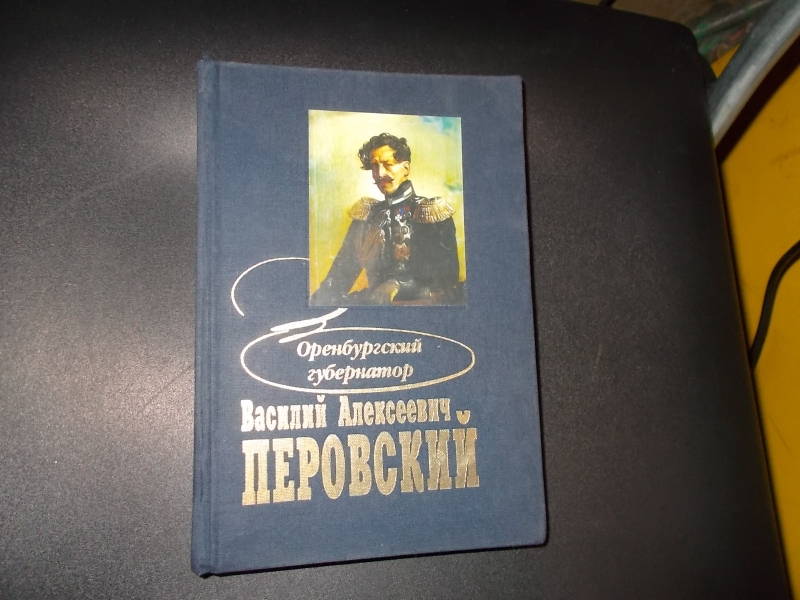 Оренбургский
губернатор
Василий Алексеевич
ПЕРОВСКИЙ